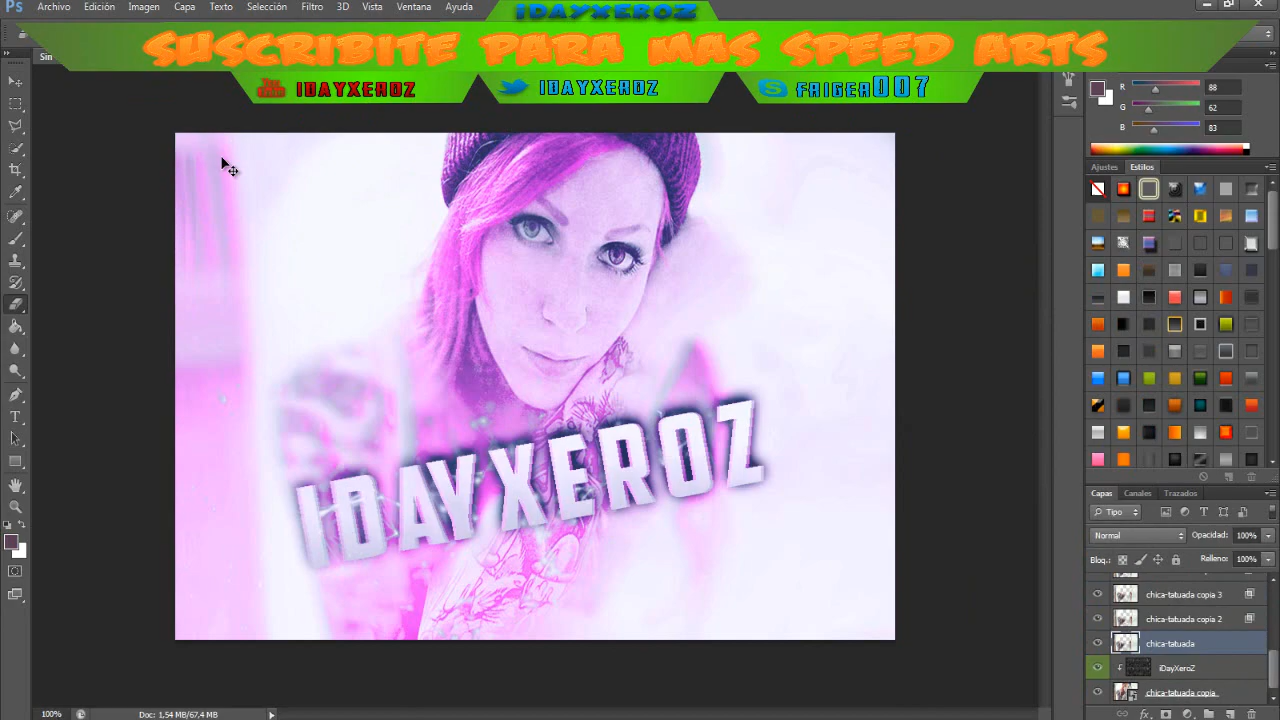 Ps Archivo Edición Imagen Capa Texto Selección Filtro 3D Vista Ventana Ayuda
iDAYXEROZ
SUSCRIBITE PARA MAS SPEED ARTS
Sin
IDAYXEROZ
IDAYXEROZ
FRIGER007
R 88
G 62
B 83
Ajustes Estilos
IDAYXEROZ
Capas Canales Trazados
Tipo
Normal Opacidad: 100%
Bloq.: Relleno: 100%
chica-tatuada copia 3
chica-tatuada copia 2
chica-tatuada
iDayXeroZ
chica-tatuada copia
100% Doc: 1,54 MB/67,4 MB